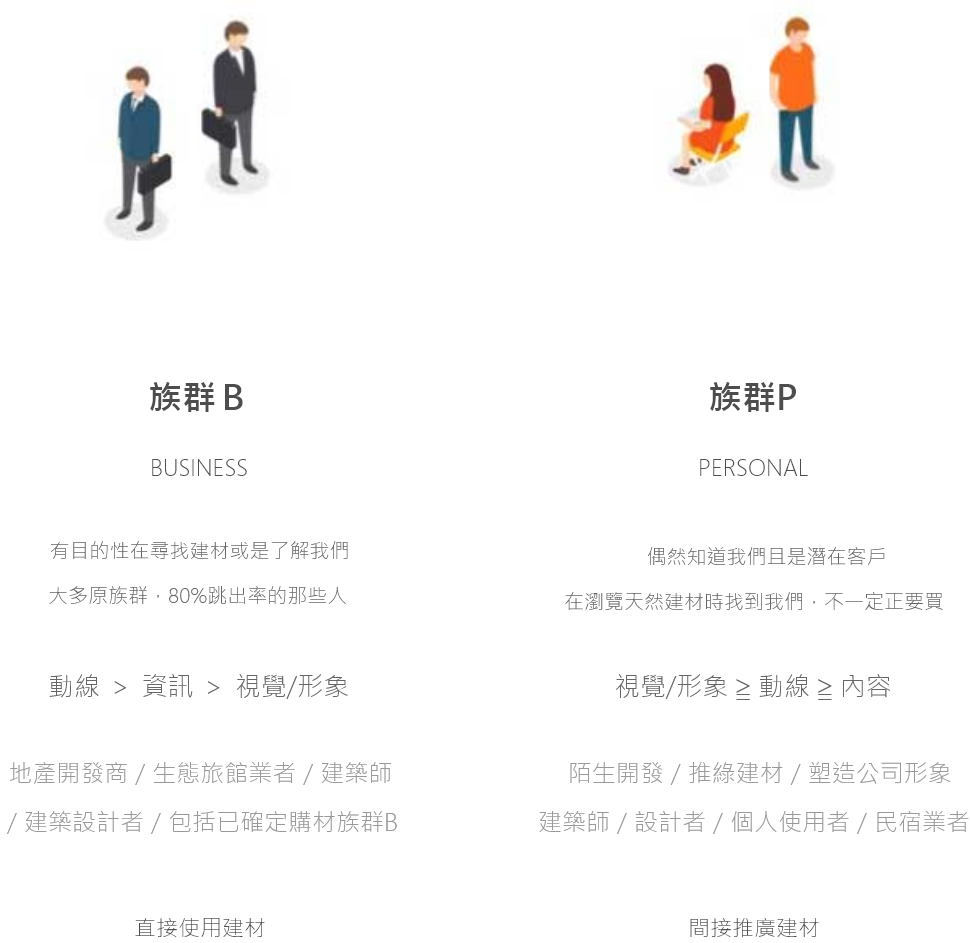 族群 B
BUSINESS
有目的性在尋找建材或是了解我們
大多原族群，80%跳出率的那些人
動線 > 資訊 > 視覺/形象
地產開發商 / 生態旅館業者 / 建築師
/ 建築設計者 / 包括已確定購材族群B
直接使用建材
族群P
PERSONAL
偶然知道我們且是潛在客戶
在瀏覽天然建材時找到我們，不一定正要買
視覺/形象 ≧ 動線 ≧ 內容
陌生開發 / 推綠建材 / 塑造公司形象
建築師 / 設計者 / 個人使用者 / 民宿業者
間接推廣建材